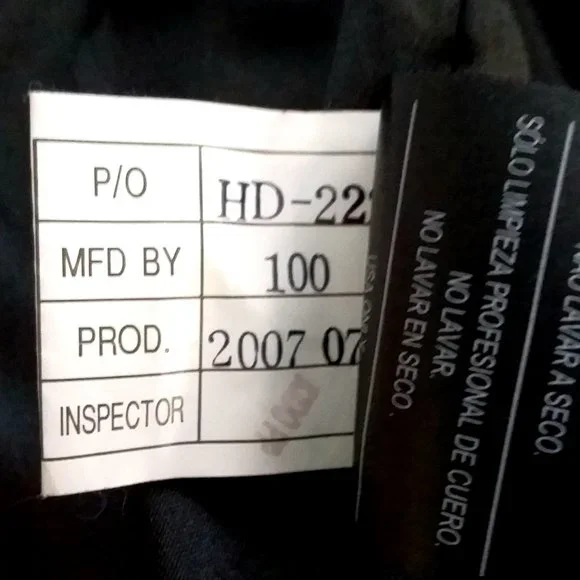 P/O HD-22
MFD BY 100
PROD. 2007 07
INSPECTOR
SÓLO LIMPIEZA PROFESIONAL DE CUERO.
NO LAVAR.
NO LAVAR EN SECO.
LAVAR A SECO.